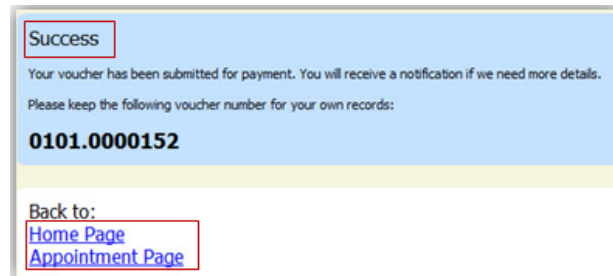 Success
Your voucher has been submitted for payment. You will receive a notification if we need more details.
Please keep the following voucher number for your own records:
0101.0000152
Back to:
Home Page
Appointment Page